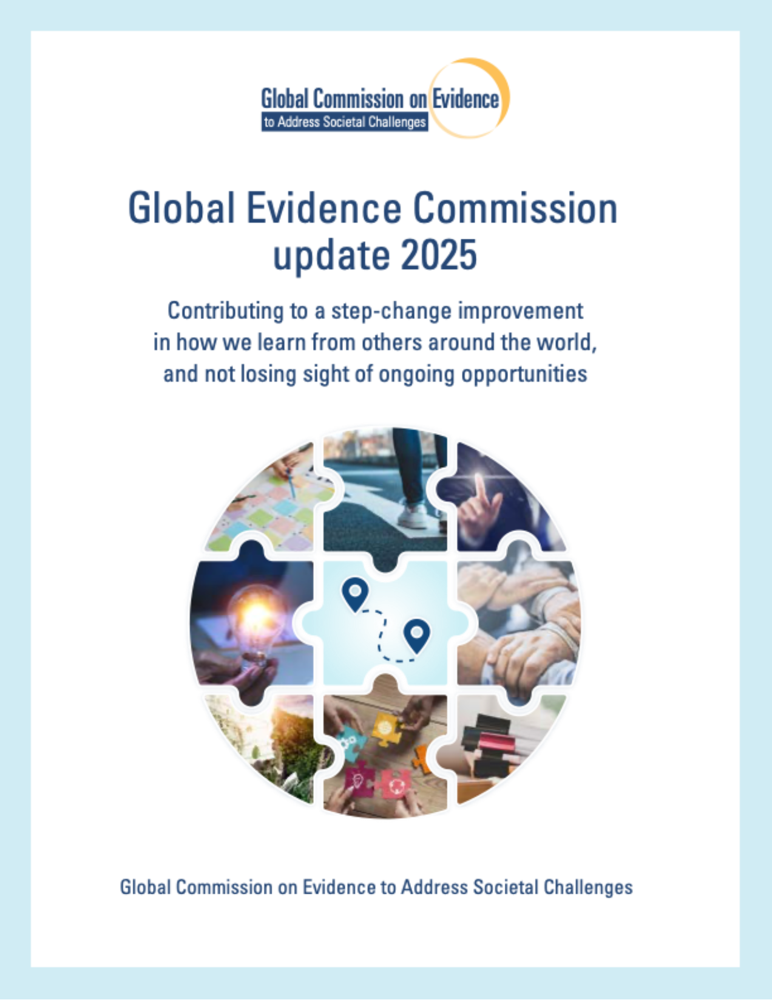 Global Commission on Evidence
to Address Societal Challenges
Global Evidence Commission
update 2025
Contributing to a step-change improvement
in how we learn from others around the world,
and not losing sight of ongoing opportunities
Global Commission on Evidence to Address Societal Challenges